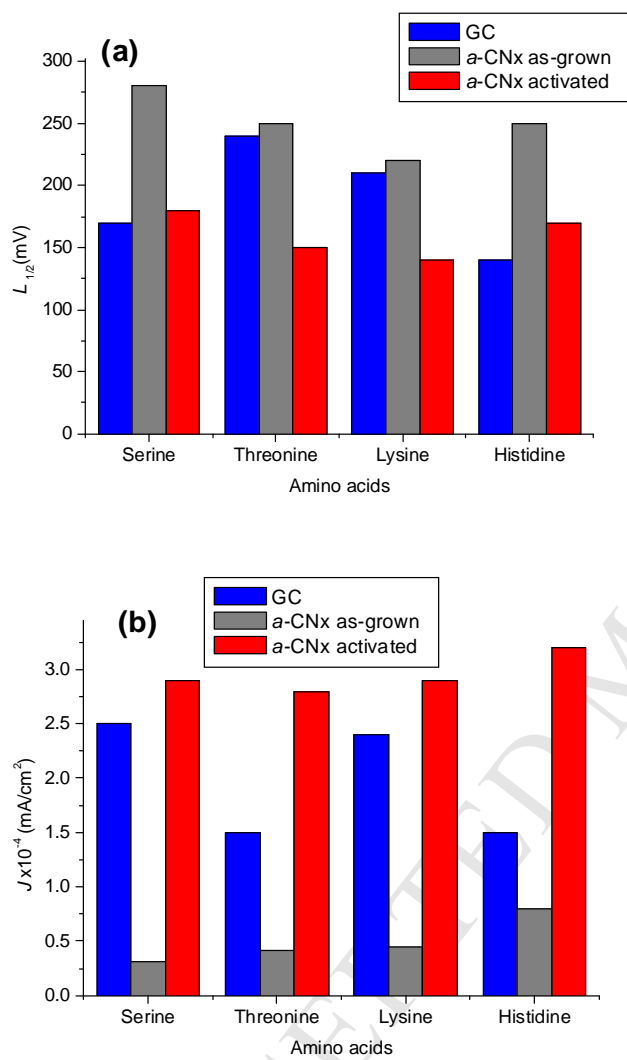 (a)
GC
a-CNx as-grown
a-CNx activated
300
250
200
150
100
50
0
L 1/2 (mV)
Serine Threonine Lysine Histidine
Amino acids
(b)
GC
a-CNx as-grown
a-CNx activated
3.0
2.5
2.0
1.5
1.0
0.5
0.0
J x10⁻⁴ (mA/cm²)
Serine Threonine Lysine Histidine
Amino acids